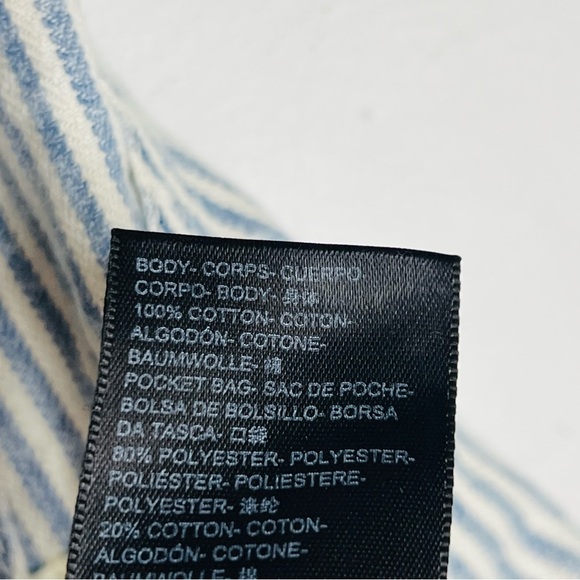 BODY- CORPS- CUERPO
CORPO- BODY- 身体
100% COTTON- COTON-
ALGODÓN- COTONE-
BAUMWOLLE- 棉
POCKET BAG- SAC DE POCHE-
BOLSA DE BOLSILLO- BORSA
DA TASCA- 口袋
80% POLYESTER- POLYESTER-
POLIÉSTER- POLIESTERE-
POLYESTER- 涤纶
20% COTTON- COTON-
ALGODÓN- COTONE-
BAUMWOLLE- 棉